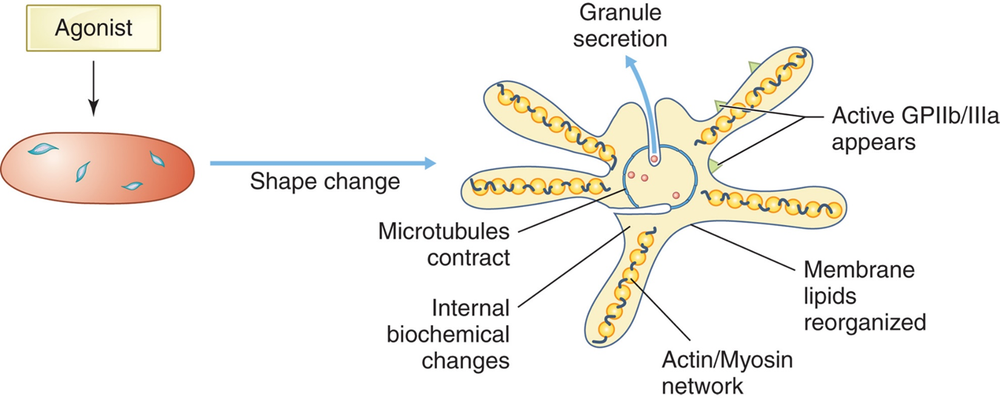 Agonist
Shape change
Granule
secretion
Active GPIIb/IIIa
appears
Microtubules
contract
Internal
biochemical
changes
Membrane
lipids
reorganized
Actin/Myosin
network